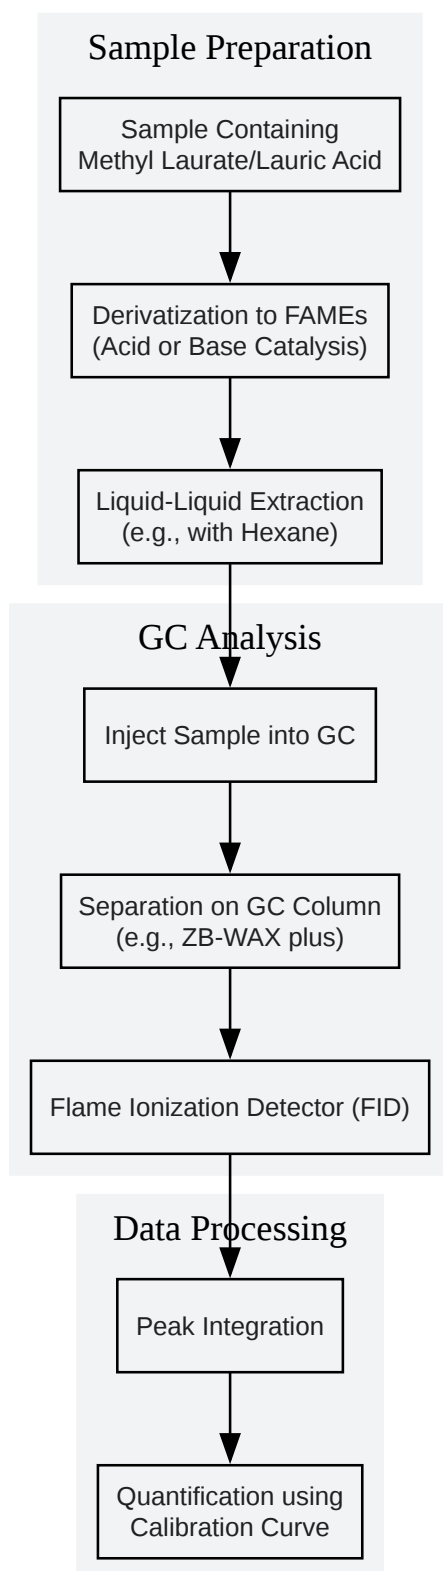 Sample Preparation
Sample Containing
Methyl Laurate/Lauric Acid
Derivatization to FAMEs
(Acid or Base Catalysis)
Liquid-Liquid Extraction
(e.g., with Hexane)
GC Analysis
Inject Sample into GC
Separation on GC Column
(e.g., ZB-WAX plus)
Flame Ionization Detector (FID)
Data Processing
Peak Integration
Quantification using
Calibration Curve